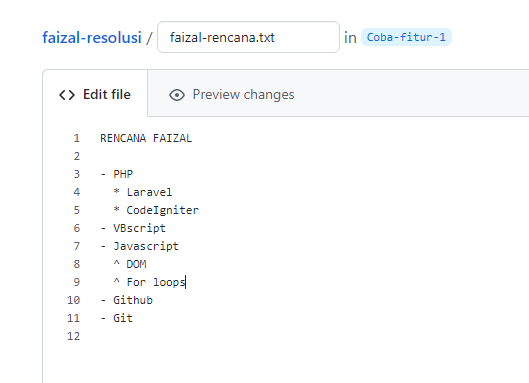 faizal-resolusi / faizal-rencana.txt in Coba-fitur-1
Edit file Preview changes
1 RENCANA FAIZAL
2
3 - PHP
4 * Laravel
5 * CodeIgniter
6 - VBscript
7 - Javascript
8 ^ DOM
9 ^ For loops
10 - Github
11 - Git
12